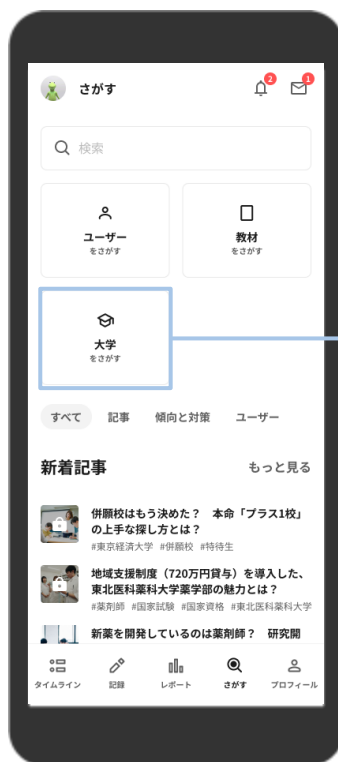 さがす
2
1
検索
ユーザー
をさがす
教材
をさがす
大学
をさがす
すべて 記事 傾向と対策 ユーザー
新着記事 もっと見る
併願校はもう決めた？ 本命「プラス1校」
の上手な探し方とは？
#東京経済大学 #併願校 #特待生
地域支援制度（720万円貸与）を導入した、
東北医科薬科大学薬学部の魅力とは？
#薬剤師 #国家試験 #国家資格 #東北医科薬科大学
新薬を開発しているのは薬剤師？ 研究開
タイムライン 記録 レポート さがす プロフィール